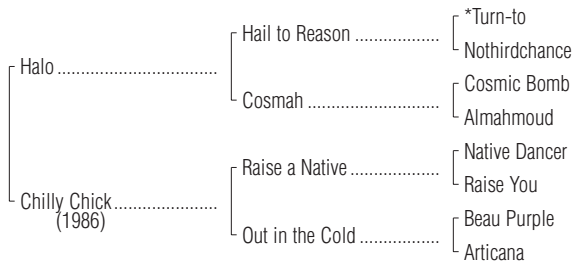 *Turn-to
Hail to Reason ..................
Nothirdchance
Halo .................................
Cosmic Bomb
Cosmah ...........................
Almahmoud
Native Dancer
Raise a Native ...................
Raise You
Chilly Chick.....................
(1986)
Beau Purple
Out in the Cold .................
Articana